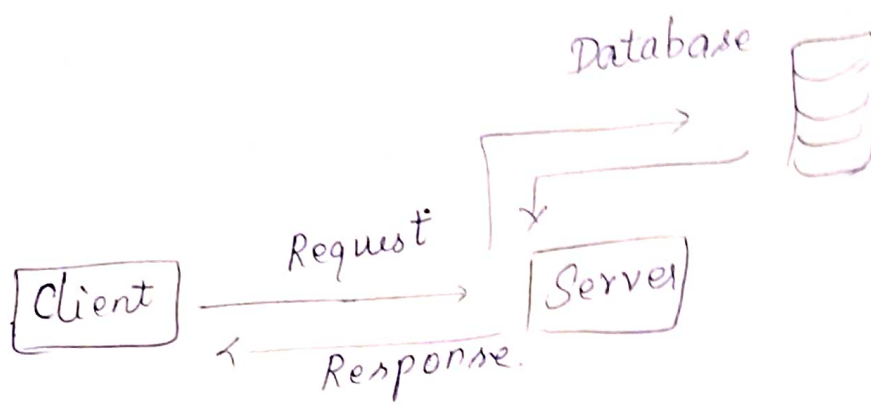 Database
Request
Client
Server
Response.